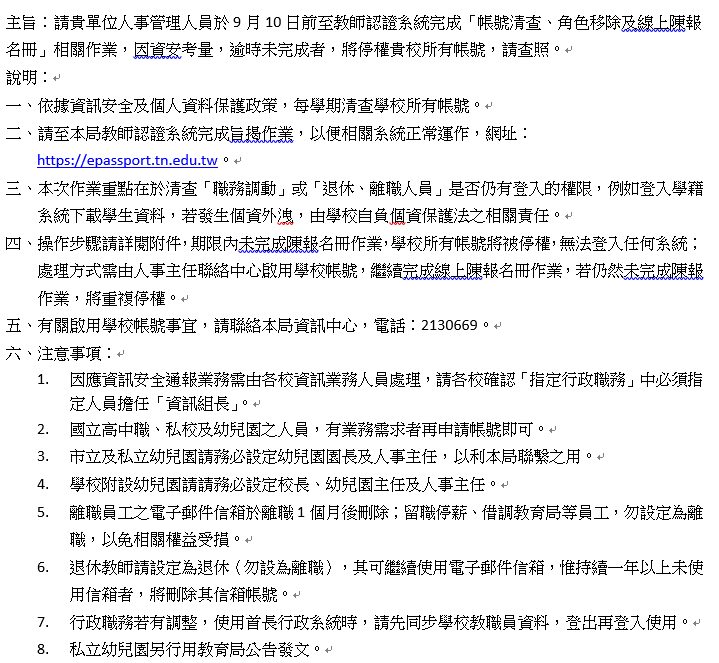 主旨：請貴單位人事管理人員於 9 月 10 日前至教師認證系統完成「帳號清查、角色移除及線上陳報
名冊」相關作業，因資安考量，逾時未完成者，將停權貴校所有帳號，請查照。
說明：
一、依據資訊安全及個人資料保護政策，每學期清查學校所有帳號。
二、請至本局教師認證系統完成旨揭作業，以便相關系統正常運作，網址：
https://epassport.tn.edu.tw。
三、本次作業重點在於清查「職務調動」或「退休、離職人員」是否仍有登入的權限，例如登入學籍
系統下載學生資料，若發生個資外洩，由學校自負個資保護法之相關責任。
四、操作步驟請詳閱附件，期限內未完成陳報名冊作業，學校所有帳號將被停權，無法登入任何系統；
處理方式需由人事主任聯絡中心啟用學校帳號，繼續完成線上陳報名冊作業，若仍然未完成陳報
作業，將重複停權。
五、有關啟用學校帳號事宜，請聯絡本局資訊中心，電話：2130669。
六、注意事項：
1. 因應資訊安全通報業務需由各校資訊業務人員處理，請各校確認「指定行政職務」中必須指
定人員擔任「資訊組長」。
2. 國立高中職、私校及幼兒園之人員，有業務需求者再申請帳號即可。
3. 市立及私立幼兒園請務必設定幼兒園園長及人事主任，以利本局聯繫之用。
4. 學校附設幼兒園請請務必設定校長、幼兒園主任及人事主任。
5. 離職員工之電子郵件信箱於離職 1 個月後刪除；留職停薪、借調教育局等員工，勿設定為離
職，以免相關權益受損。
6. 退休教師請設定為退休（勿設為離職），其可繼續使用電子郵件信箱，惟持續一年以上未使
用信箱者，將刪除其信箱帳號。
7. 行政職務若有調整，使用首長行政系統時，請先同步學校教職員資料，登出再登入使用。
8. 私立幼兒園另行用教育局公告發文。